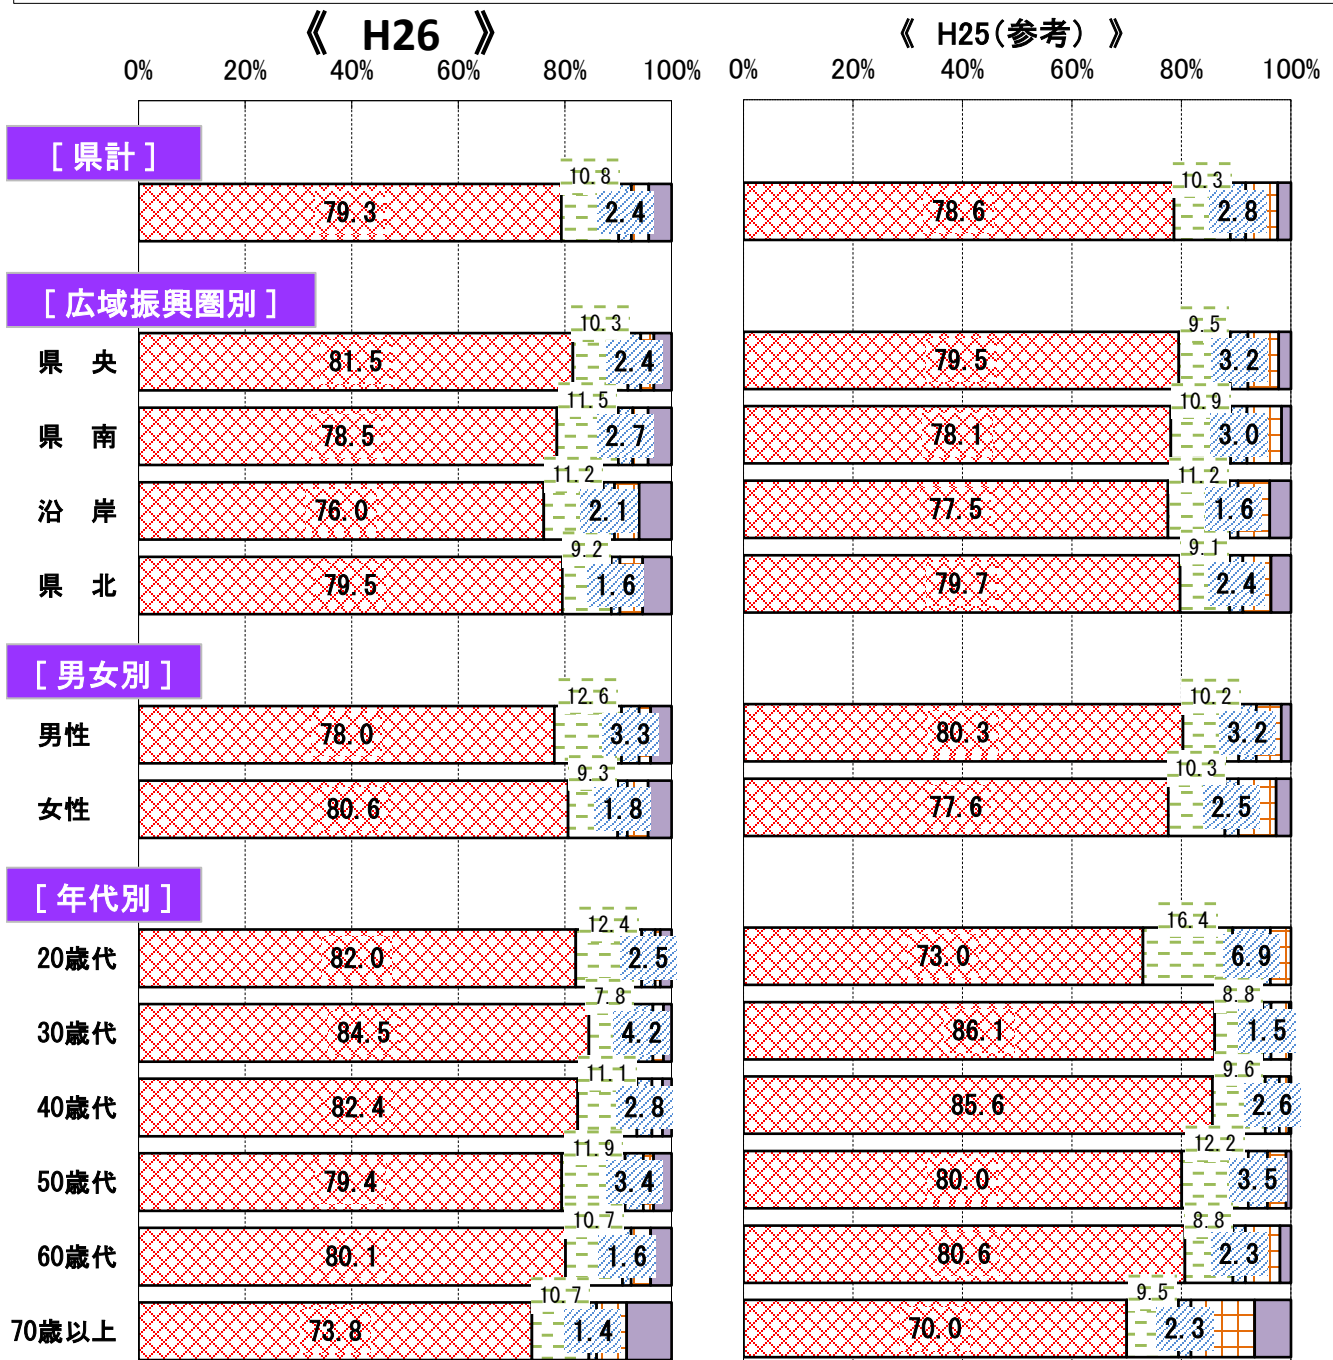 《 H26 》 《 H25(参考) 》
0% 20% 40% 60% 80% 100% 0% 20% 40% 60% 80% 100%
[ 県計 ]
10.8 10.3
79.3 2.4 78.6 2.8
[ 広域振興圏別 ]
10.3 9.5
県 央 81.5 2.4 79.5 3.2
11.5 10.9
県 南 78.5 2.7 78.1 3.0
11.2 11.2
沿 岸 76.0 2.1 77.5 1.6
9.2 9.1
県 北 79.5 1.6 79.7 2.4
[ 男女別 ]
12.6 10.2
男性 78.0 3.3 80.3 3.2
9.3 10.3
女性 80.6 1.8 77.6 2.5
[ 年代別 ]
12.4 16.4
20歳代 82.0 2.5 73.0 6.9
7.8 8.8
30歳代 84.5 4.2 86.1 1.5
11.1 9.6
40歳代 82.4 2.8 85.6 2.6
11.9 12.2
50歳代 79.4 3.4 80.0 3.5
10.7 8.8
60歳代 80.1 1.6 80.6 2.3
10.7 9.5
70歳以上 73.8 1.4 70.0 2.3